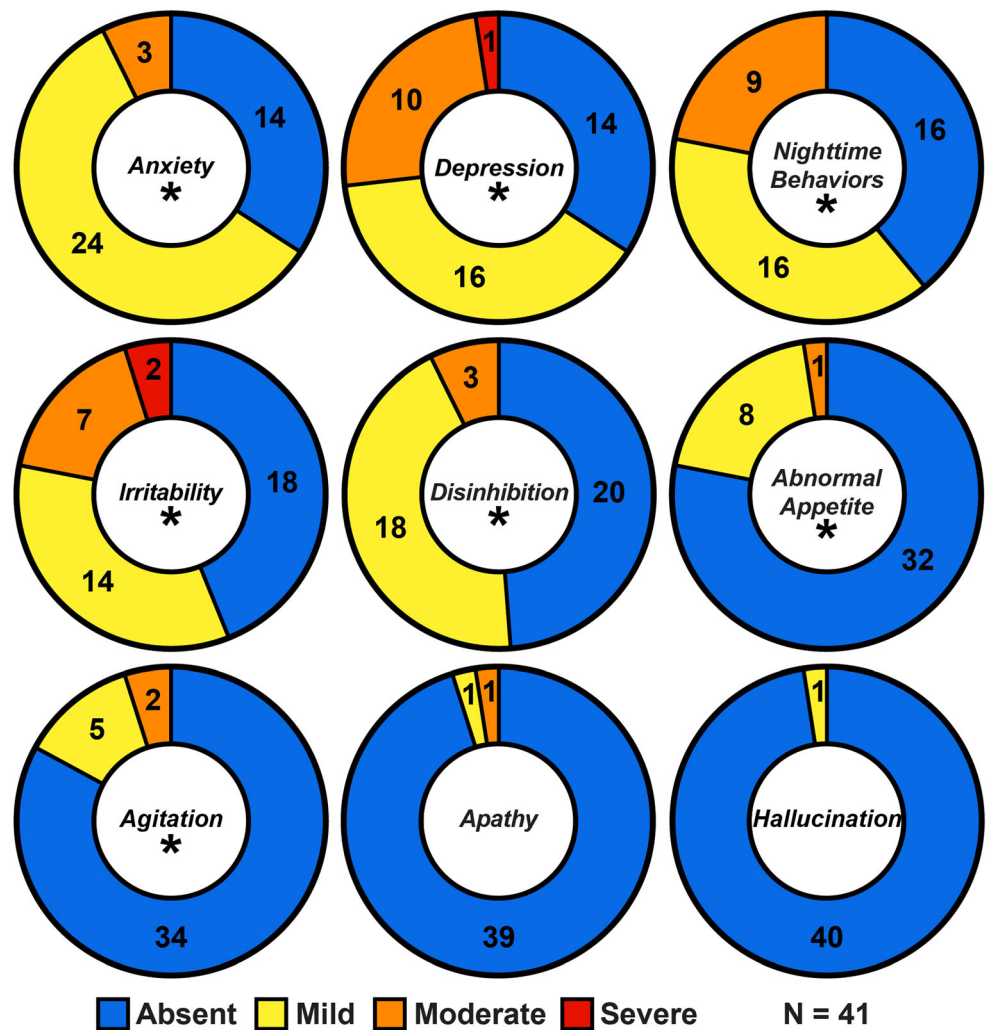 3
14
Anxiety
*
24
1
10
14
Depression
*
16
9
16
Nighttime
Behaviors
*
16
2
7
18
Irritability
*
14
3
20
Disinhibition
*
18
1
8
Abnormal
Appetite
*
32
2
5
Agitation
*
34
1
1
Apathy
39
1
Hallucination
40
Absent Mild Moderate Severe N = 41